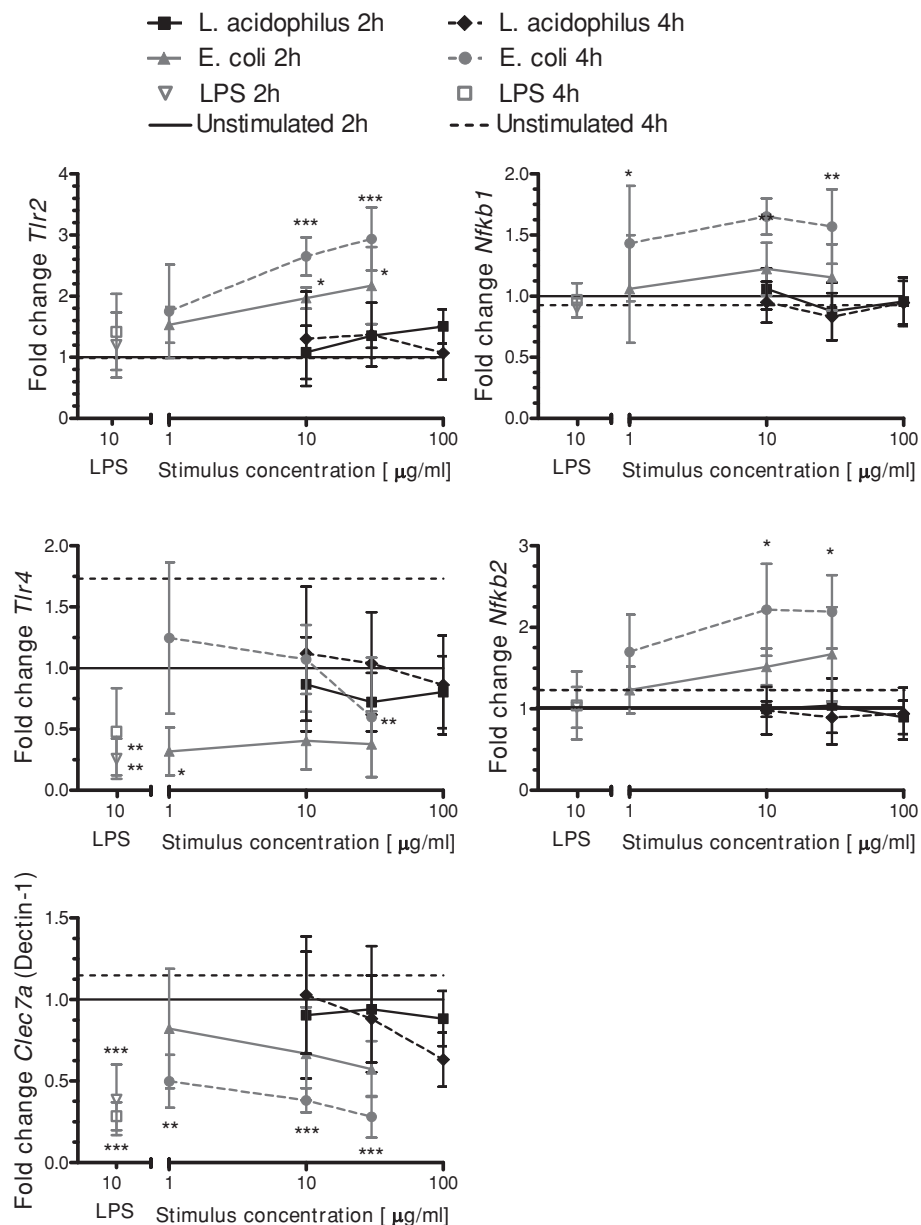 L. acidophilus 2h
L. acidophilus 4h
E. coli 2h
E. coli 4h
LPS 2h
LPS 4h
Unstimulated 2h
Unstimulated 4h
Fold change Tlr2
4
3
2
1
0
***
***
*
*
10
1
10
100
LPS
Stimulus concentration [ μg/ml]
Fold change Nfkb1
2.0
1.5
1.0
0.5
0.0
*
**
**
10
1
10
100
LPS
Stimulus concentration [ μg/ml]
Fold change Tlr4
2.0
1.5
1.0
0.5
0.0
**
**
**
*
10
1
10
100
LPS
Stimulus concentration [ μg/ml]
Fold change Nfkb2
3
2
1
0
*
*
10
1
10
100
LPS
Stimulus concentration [ μg/ml]
Fold change Clec7a (Dectin-1)
1.5
1.0
0.5
0.0
***
***
**
***
***
10
1
10
100
LPS
Stimulus concentration [ μg/ml]